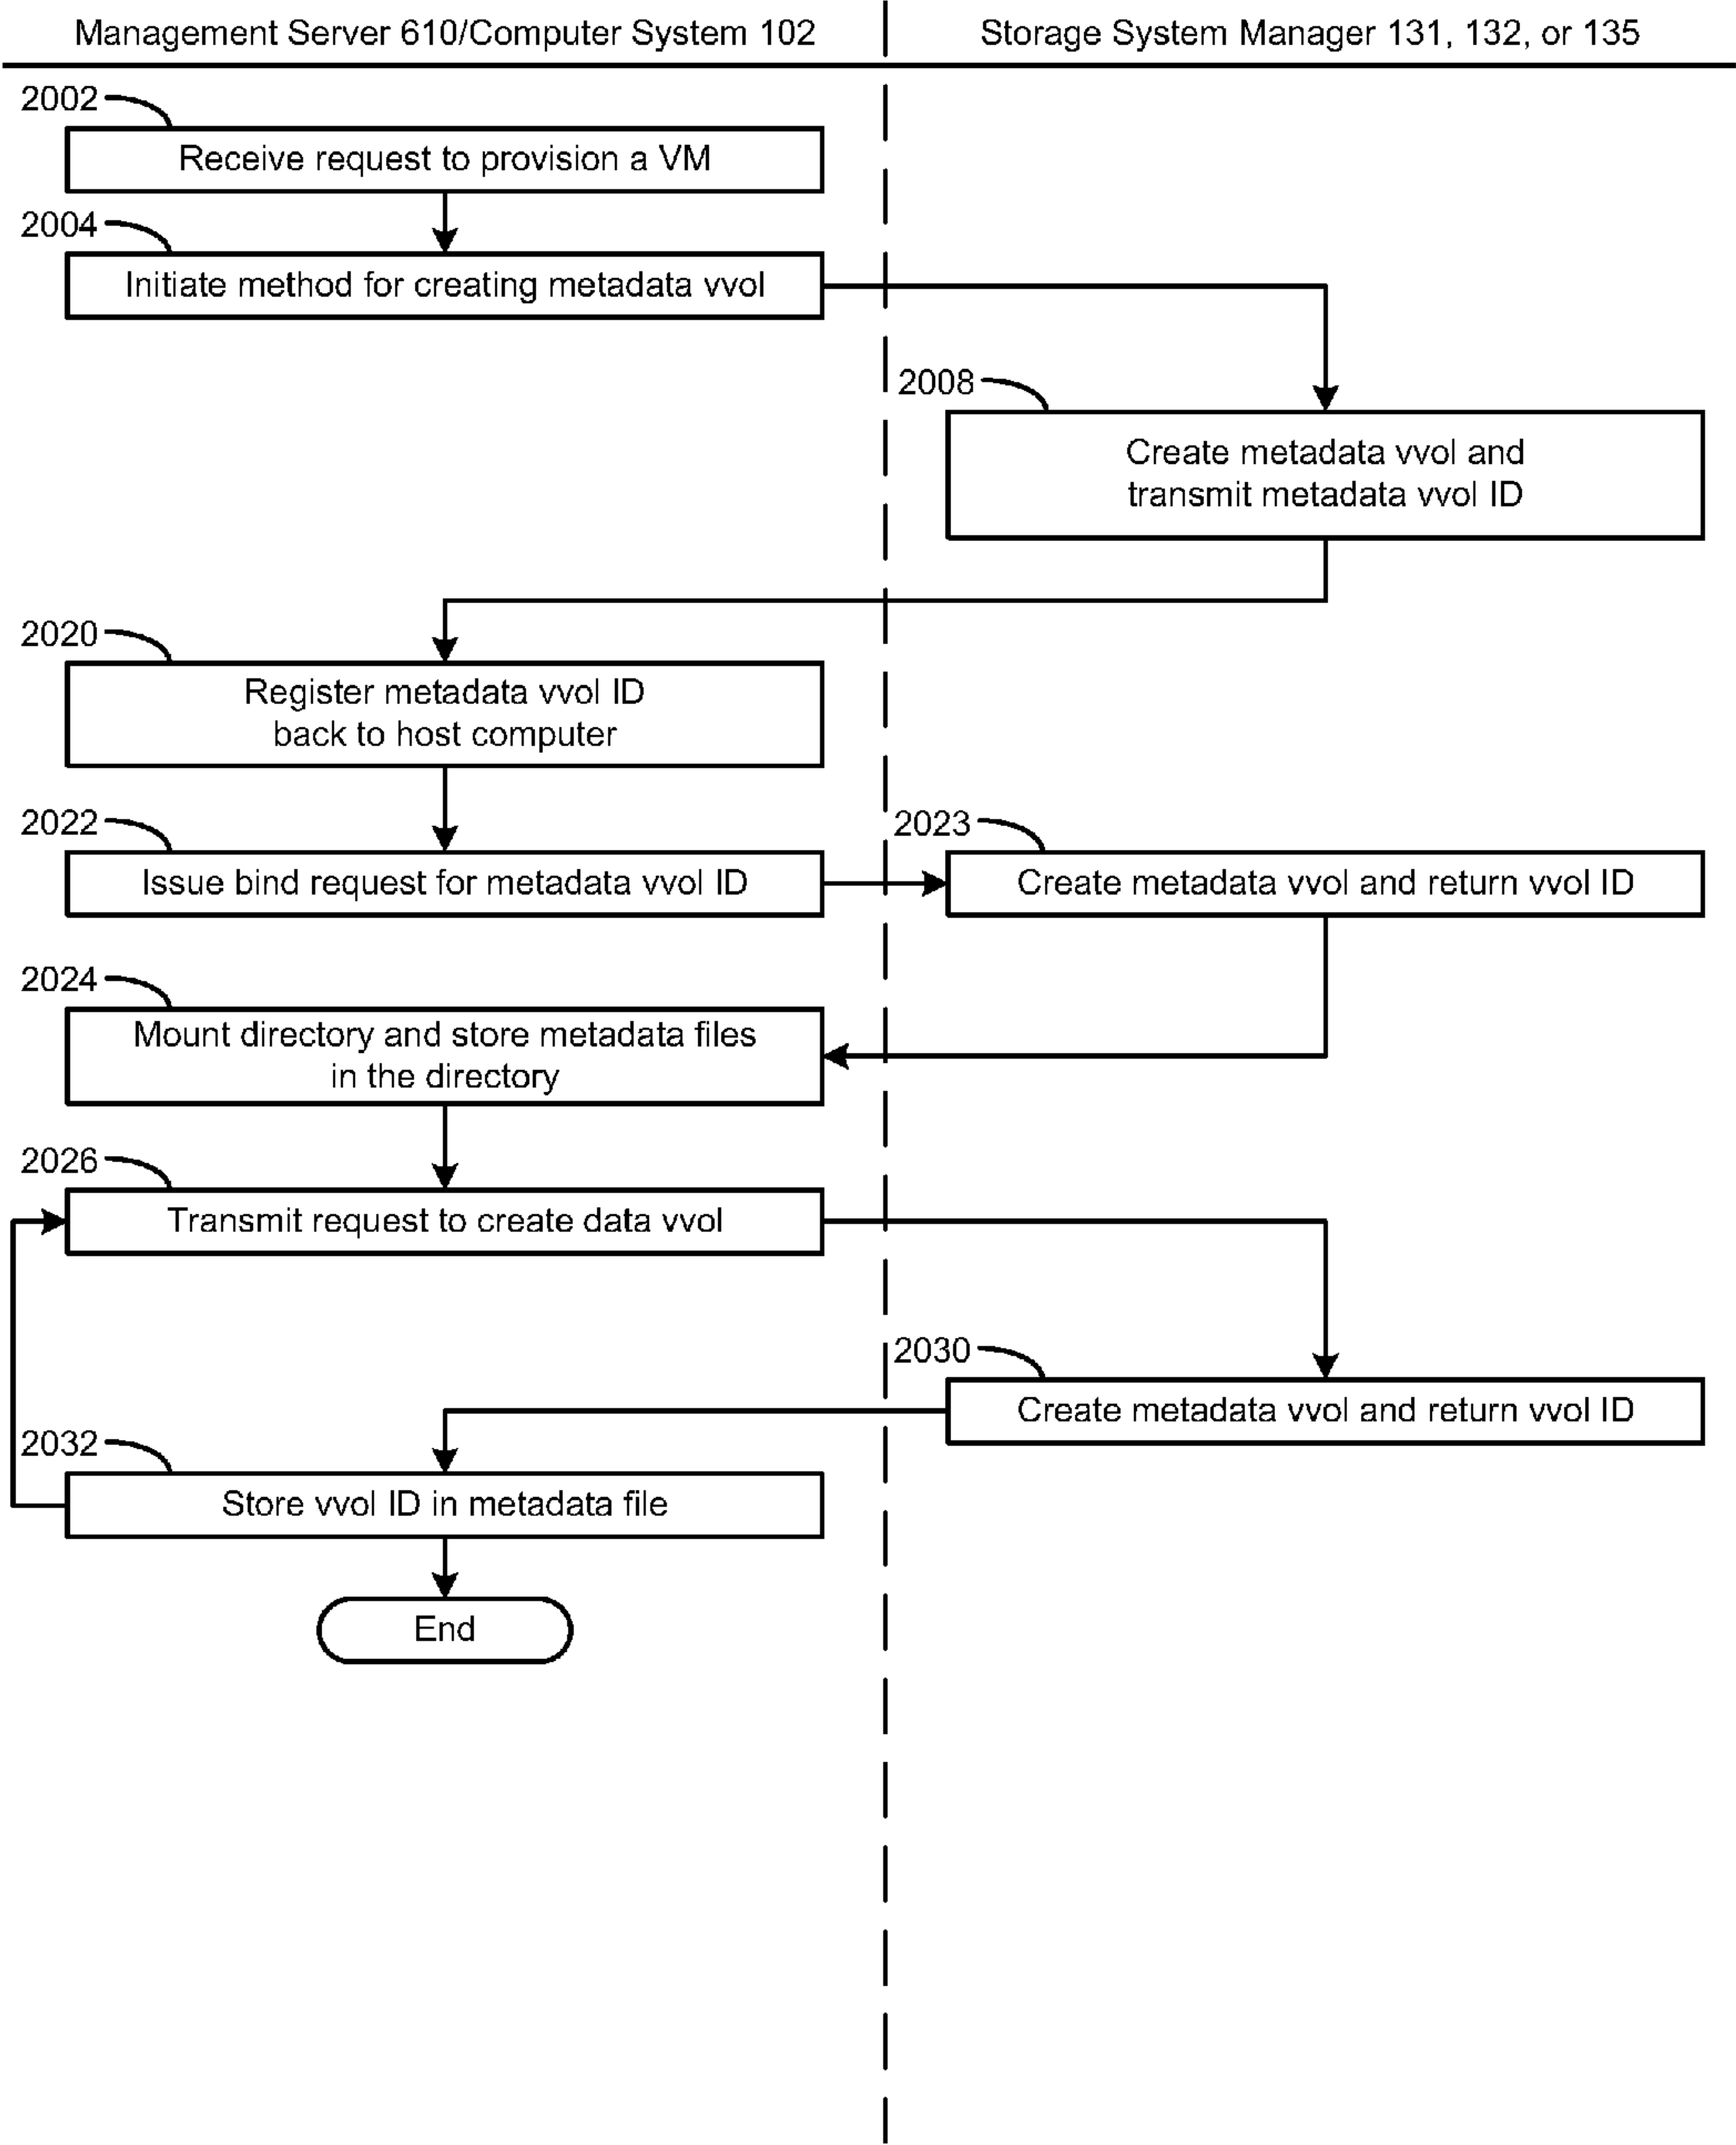 Management Server 610/Computer System 102
Storage System Manager 131, 132, or 135
2002
Receive request to provision a VM
2004
Initiate method for creating metadata vvol
2008
Create metadata vvol and
transmit metadata vvol ID
2020
Register metadata vvol ID
back to host computer
2022
Issue bind request for metadata vvol ID
2023
Create metadata vvol and return vvol ID
2024
Mount directory and store metadata files
in the directory
2026
Transmit request to create data vvol
2030
Create metadata vvol and return vvol ID
2032
Store vvol ID in metadata file
End